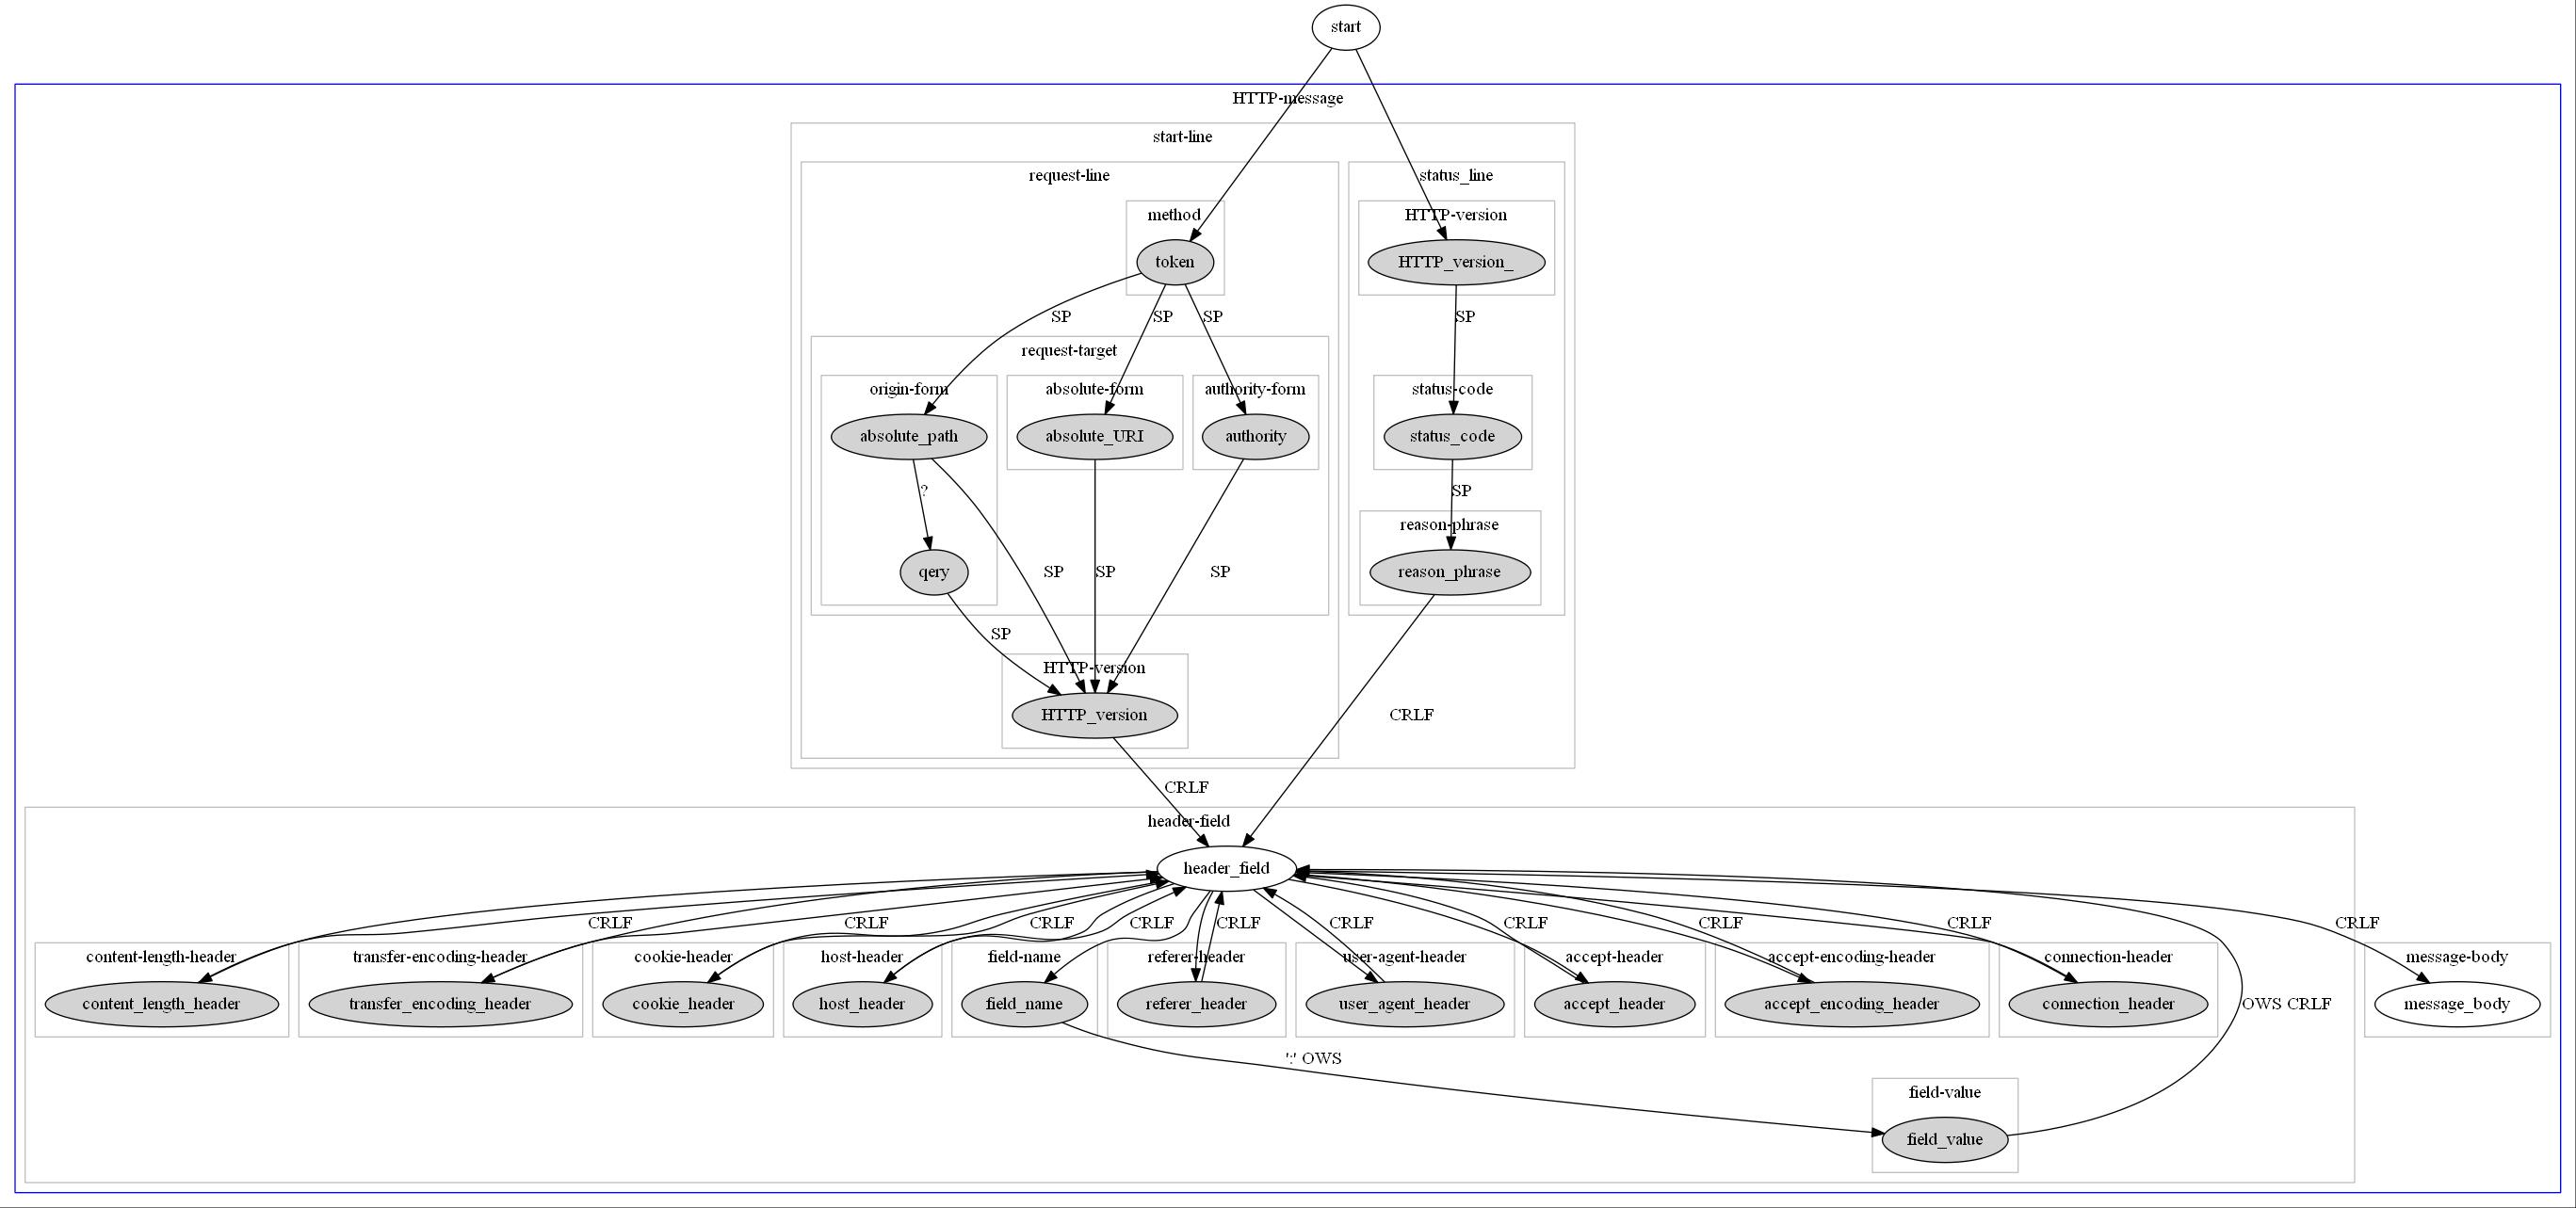 start
HTTP-message
start-line
request-line
status_line
method
HTTP-version
token
HTTP_version_
SP
SP
SP
SP
request-target
origin-form
absolute-form
authority-form
status-code
absolute_path
absolute_URI
authority
status_code
?
SP
reason-phrase
qery
SP
SP
SP
reason_phrase
SP
HTTP-version
HTTP_version
CRLF
CRLF
header-field
header_field
CRLF
CRLF
CRLF
CRLF
CRLF
CRLF
CRLF
CRLF
CRLF
CRLF
content-length-header
transfer-encoding-header
cookie-header
host-header
field-name
referer-header
user-agent-header
accept-header
accept-encoding-header
connection-header
message-body
content_length_header
transfer_encoding_header
cookie_header
host_header
field_name
referer_header
user_agent_header
accept_header
accept_encoding_header
connection_header
OWS CRLF
message_body
':' OWS
field-value
field_value